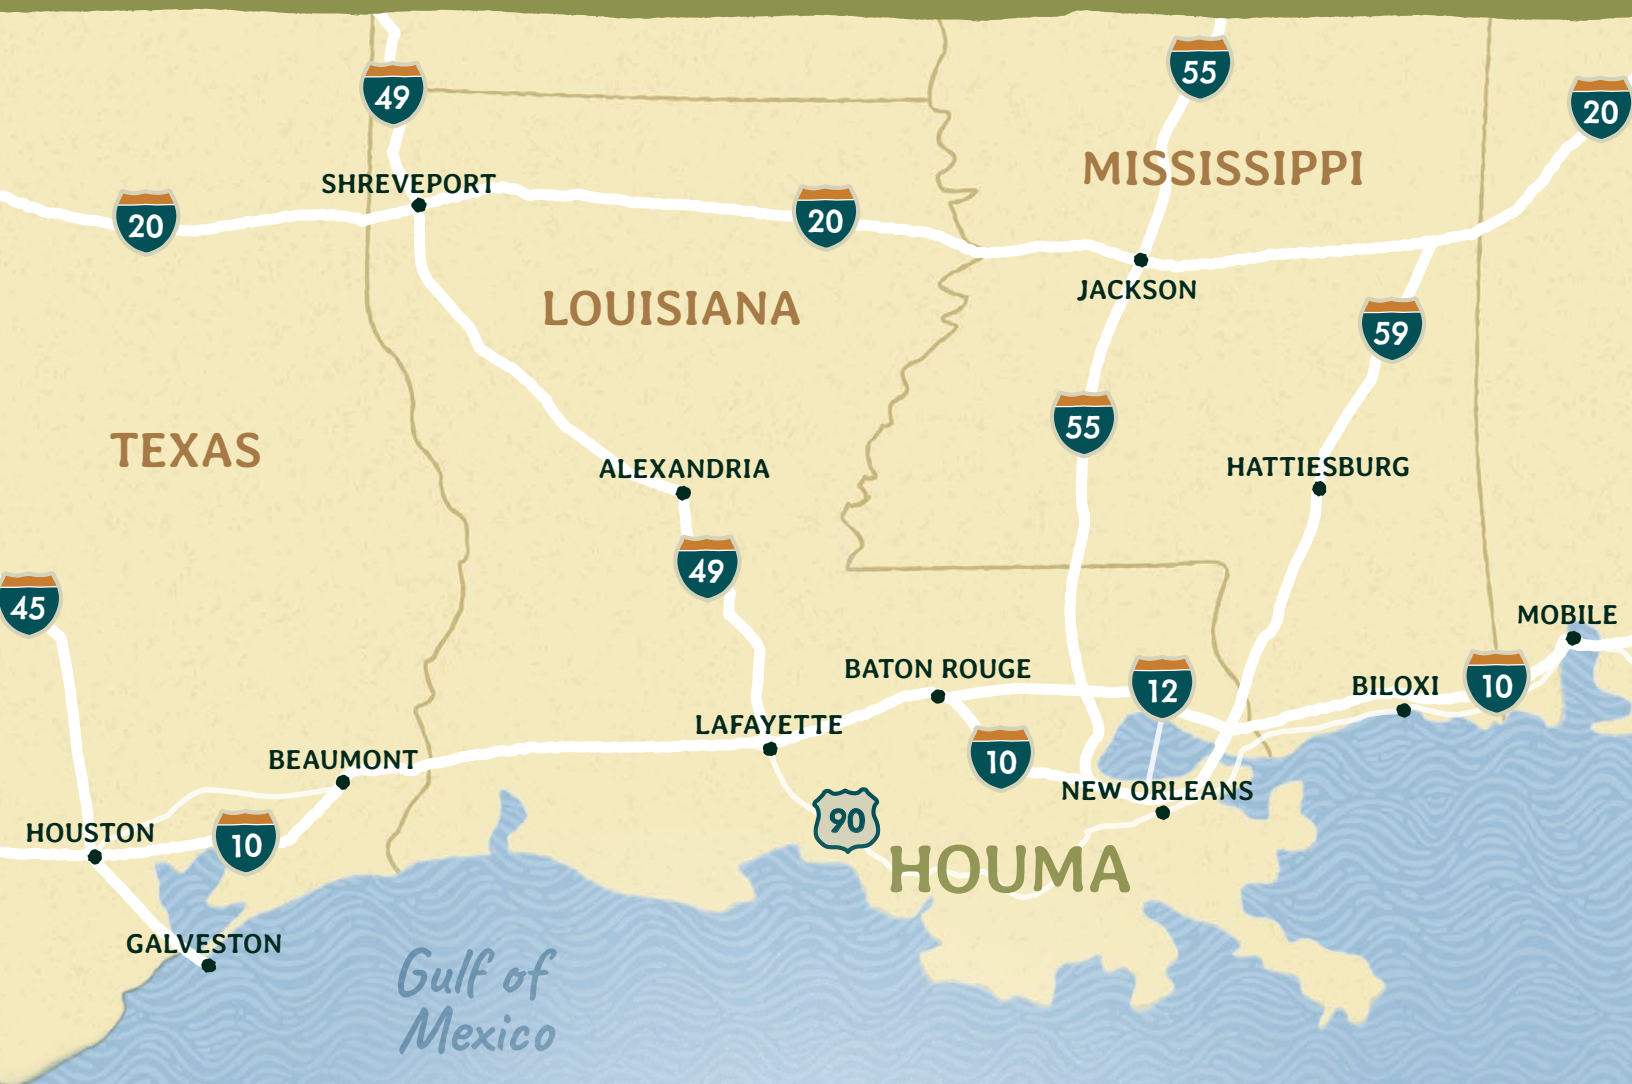 55
49
20
MISSISSIPPI
SHREVEPORT
20
20
JACKSON
LOUISIANA
59
55
TEXAS
ALEXANDRIA
HATTIESBURG
49
45
MOBILE
BATON ROUGE
12
BILOXI
10
LAFAYETTE
BEAUMONT
10
NEW ORLEANS
90
HOUSTON
10
HOUMA
GALVESTON
Gulf of
Mexico